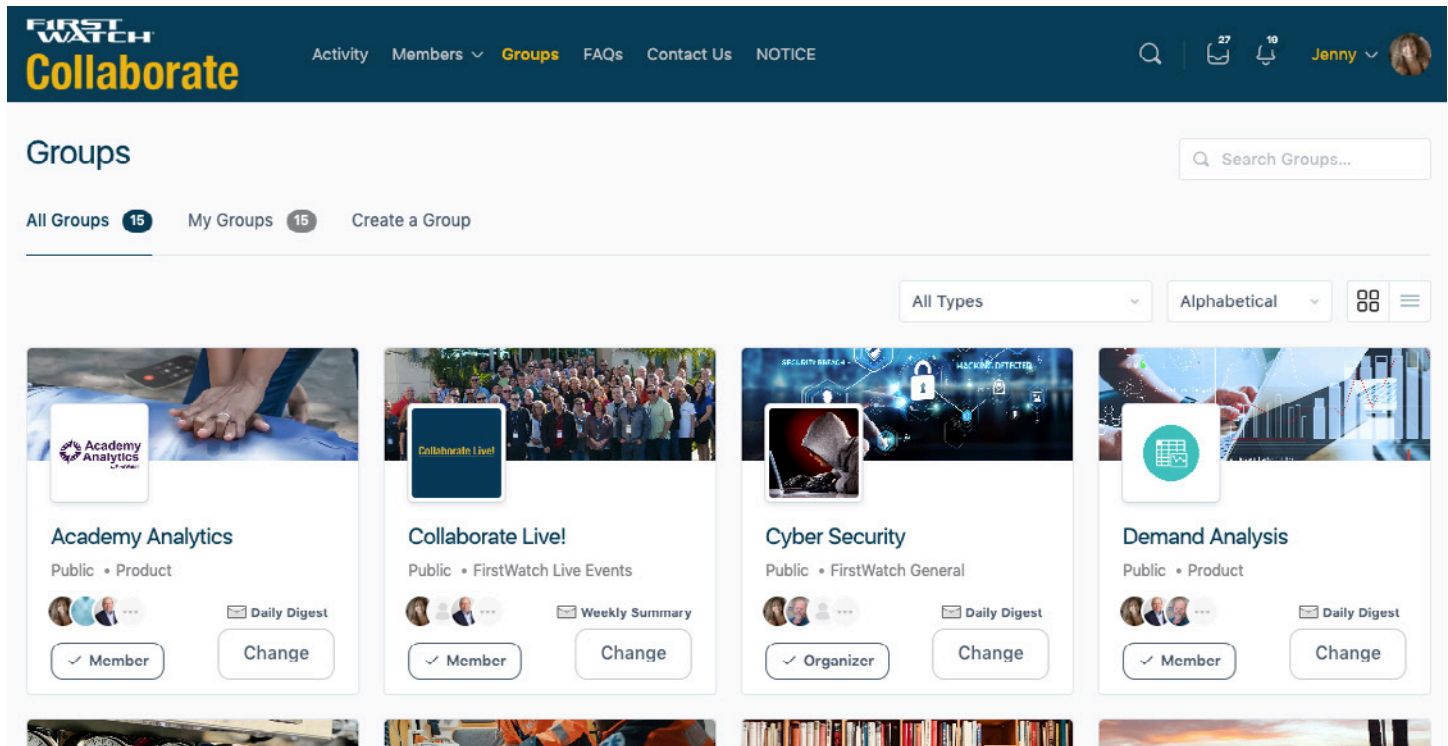 FIRST
WATCH
Collaborate
Activity Members Groups FAQs Contact Us NOTICE
27 19 Jenny
Groups
Search Groups...
All Groups 15 My Groups 15 Create a Group
All Types Alphabetical
SECURITY BREACH HACKING DETECTED
Academy
Analytics
Collaborate Live!
Academy Analytics Collaborate Live! Cyber Security Demand Analysis
Public • Product Public • FirstWatch Live Events Public • FirstWatch General Public • Product
Daily Digest Weekly Summary Daily Digest Daily Digest
Member Change Member Change Organizer Change Member Change